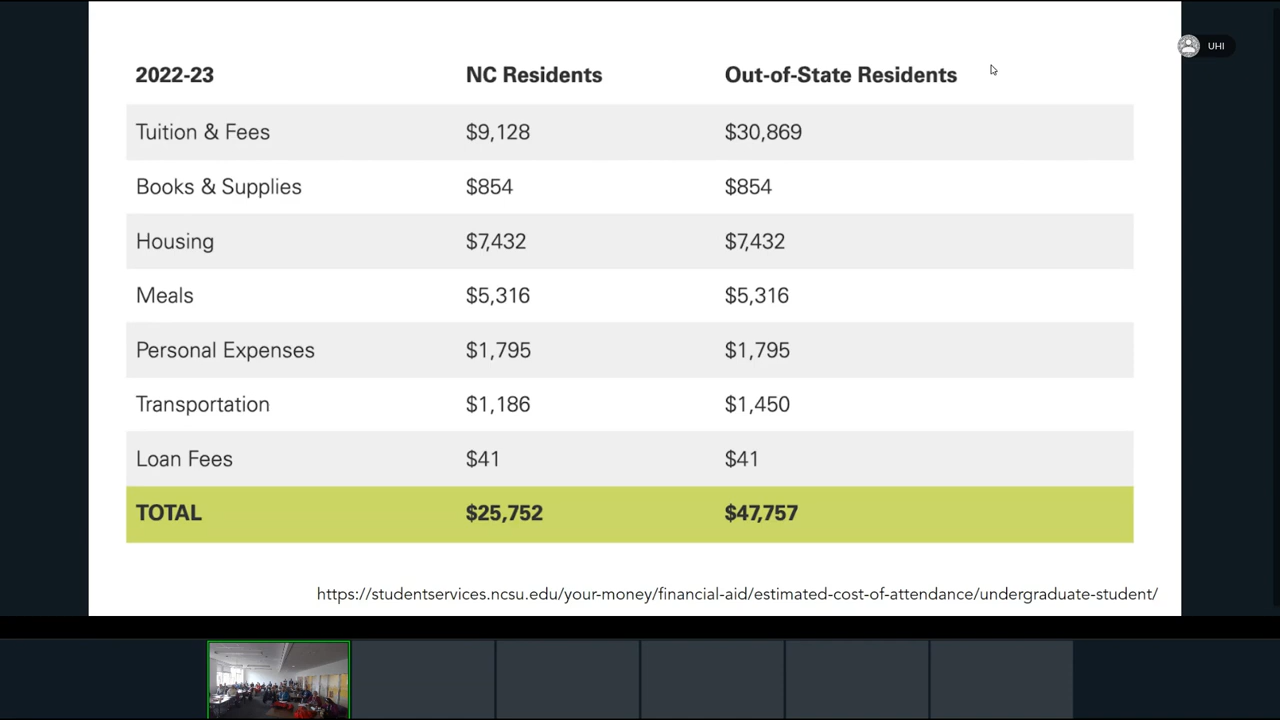 UHI
2022-23 NC Residents Out-of-State Residents
Tuition & Fees $9,128 $30,869
Books & Supplies $854 $854
Housing $7,432 $7,432
Meals $5,316 $5,316
Personal Expenses $1,795 $1,795
Transportation $1,186 $1,450
Loan Fees $41 $41
TOTAL $25,752 $47,757
https://studentservices.ncsu.edu/your-money/financial-aid/estimated-cost-of-attendance/undergraduate-student/